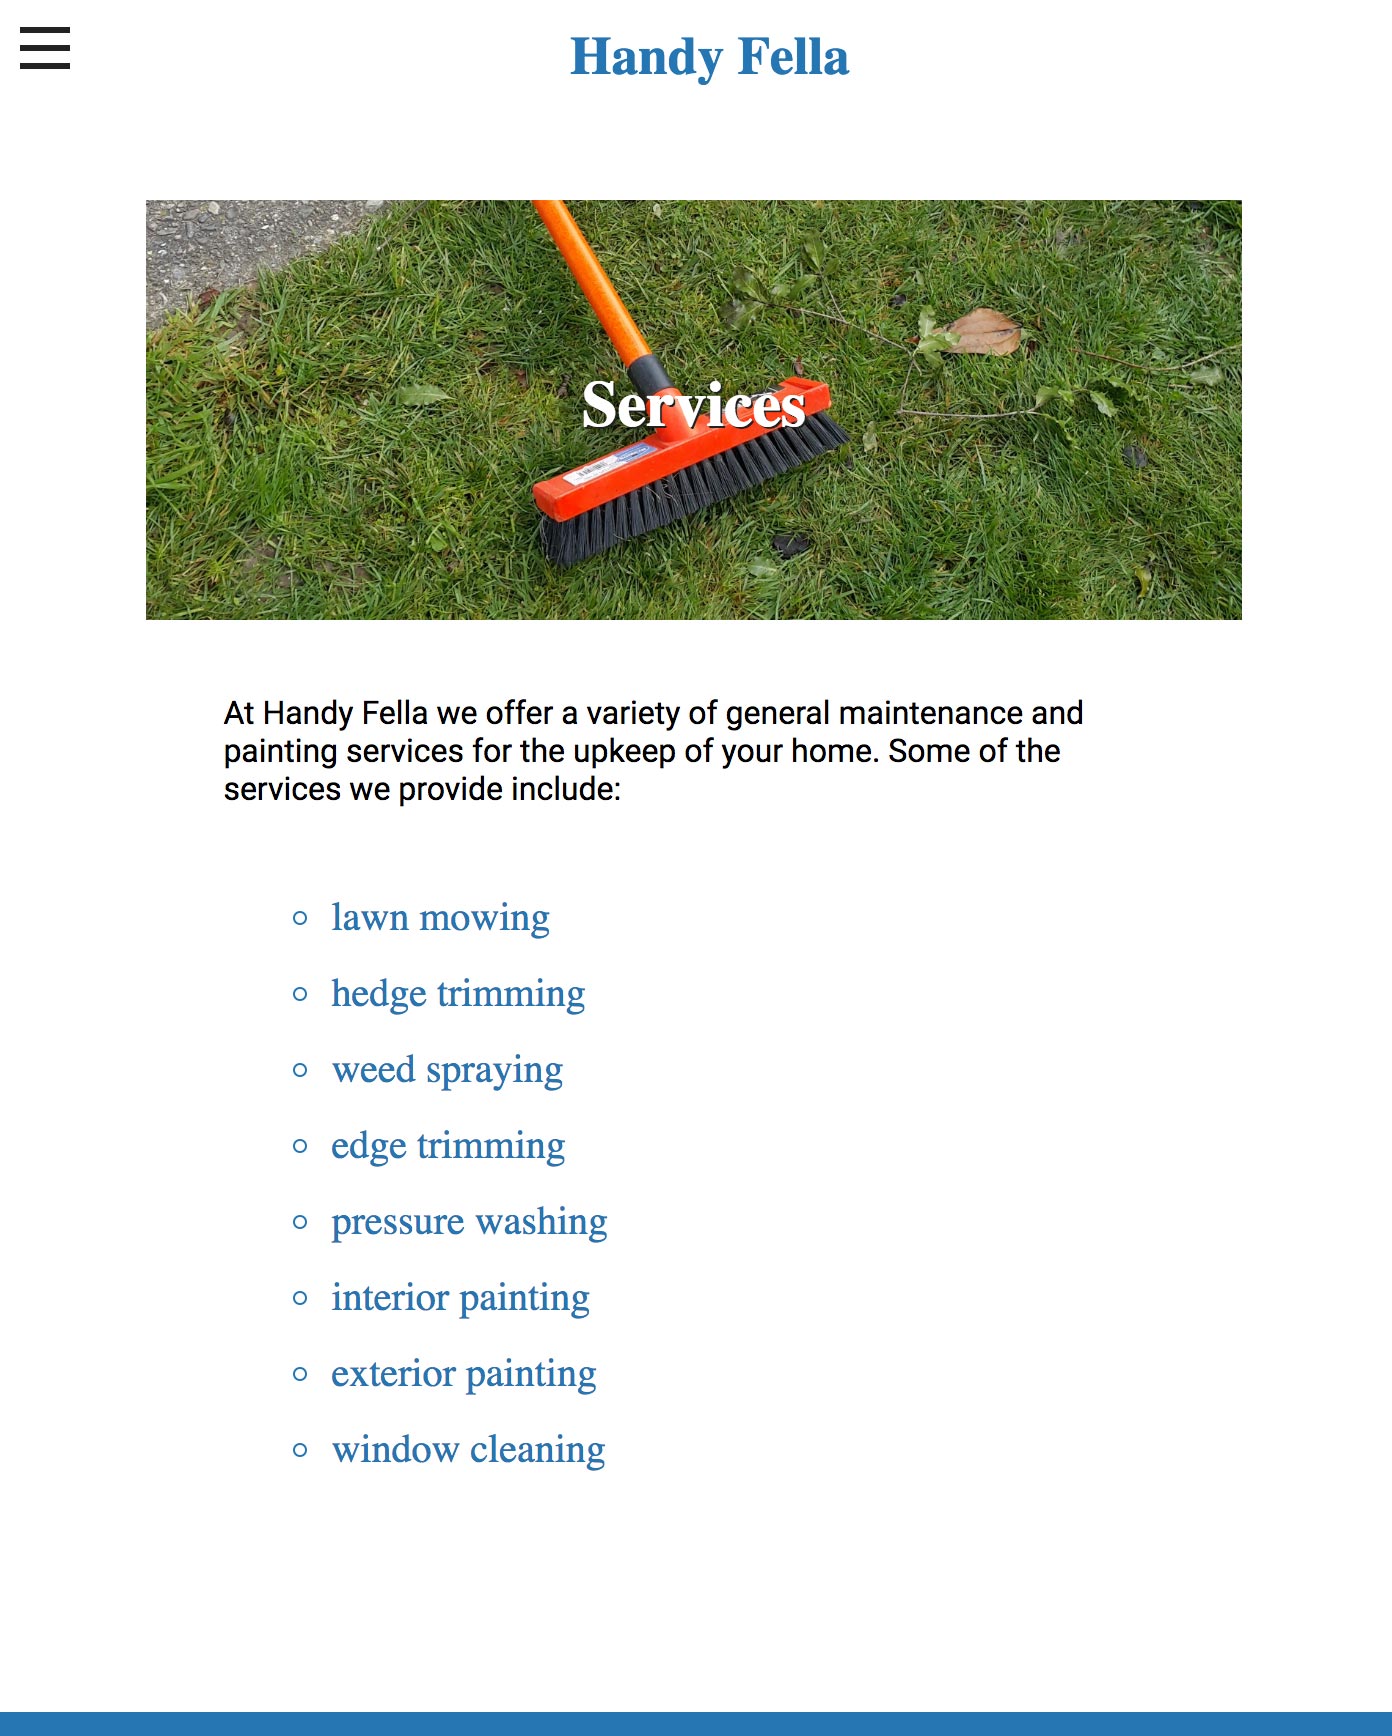 Handy Fella
Services
At Handy Fella we offer a variety of general maintenance and
painting services for the upkeep of your home. Some of the
services we provide include:
lawn mowing
hedge trimming
weed spraying
edge trimming
pressure washing
interior painting
exterior painting
window cleaning